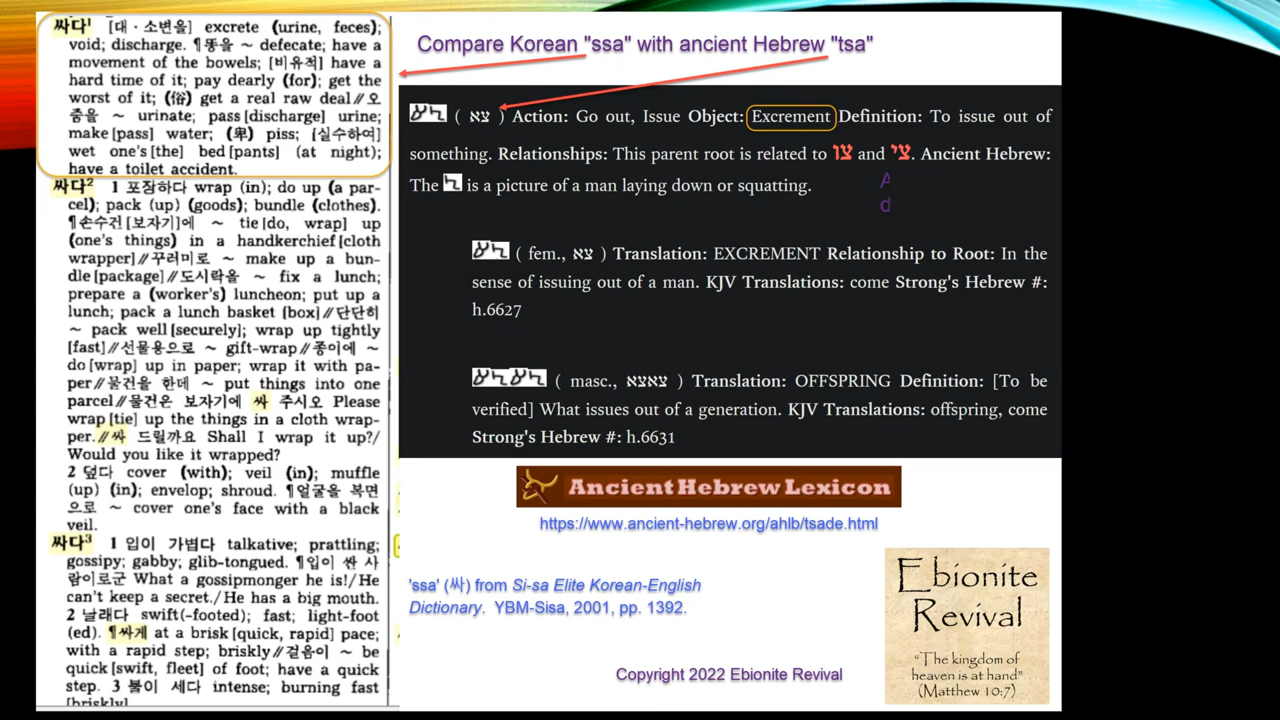 싸다¹ [대·소변을] excrete (urine, feces);
void; discharge. ¶똥을 ~ defecate; have a
movement of the bowels; [비유적] have a
hard time of it; pay dearly (for); get the
worst of it; (俗) get a real raw deal∥오
줌을 ~ urinate; pass[discharge] urine;
make[pass] water; (卑) piss; [실수하여]
wet one's[the] bed[pants] (at night);
have a toilet accident.
싸다² 1 포장하다 wrap (in); do up (a par-
cel); pack (up) (goods); bundle (clothes).
¶손수건[보자기]에 ~ tie[do, wrap] up
(one's things) in a handkerchief[cloth
wrapper]∥꾸러미로 ~ make up a bun-
dle[package]∥도시락을 ~ fix a lunch;
prepare a (worker's) luncheon; put up a
lunch; pack a lunch basket [box]∥단단히
~ pack well[securely]; wrap up tightly
[fast]∥선물용으로 ~ gift-wrap∥종이에 ~
do[wrap] up in paper; wrap it with pa-
per∥물건을 한데 ~ put things into one
parcel∥물건은 보자기에 싸 주시오 Please
wrap[tie] up the things in a cloth wrap-
per.∥싸 드릴까요 Shall I wrap it up?/
Would you like it wrapped?
2 덮다 cover (with); veil (in); muffle
(up) (in); envelop; shroud. ¶얼굴을 복면
으로 ~ cover one's face with a black
veil.
싸다³ 1 입이 가볍다 talkative; prattling;
gossipy; gabby; glib-tongued. ¶입이 싼 사
람이로군 What a gossipmonger he is!/He
can't keep a secret./He has a big mouth.
2 날래다 swift(-footed); fast; light-foot
(ed). ¶싸게 at a brisk[quick, rapid] pace;
with a rapid step; briskly∥걸음이 ~ be
quick[swift, fleet] of foot; have a quick
step. 3 불이 세다 intense; burning fast
[briskly].
Compare Korean "ssa" with ancient Hebrew "tsa"
( צא ) Action: Go out, Issue Object: Excrement Definition: To issue out of
something. Relationships: This parent root is related to צו and צי. Ancient Hebrew:
The is a picture of a man laying down or squatting.
A
d
( fem., צא ) Translation: EXCREMENT Relationship to Root: In the
sense of issuing out of a man. KJV Translations: come Strong's Hebrew #:
h.6627
( masc., צאצא ) Translation: OFFSPRING Definition: [To be
verified] What issues out of a generation. KJV Translations: offspring, come
Strong's Hebrew #: h.6631
Ancient Hebrew Lexicon
https://www.ancient-hebrew.org/ahlb/tsade.html
'ssa' (싸) from Si-sa Elite Korean-English
Dictionary. YBM-Sisa, 2001, pp. 1392.
Copyright 2022 Ebionite Revival
Ebionite
Revival
“The kingdom of
heaven is at hand”
(Matthew 10:7)